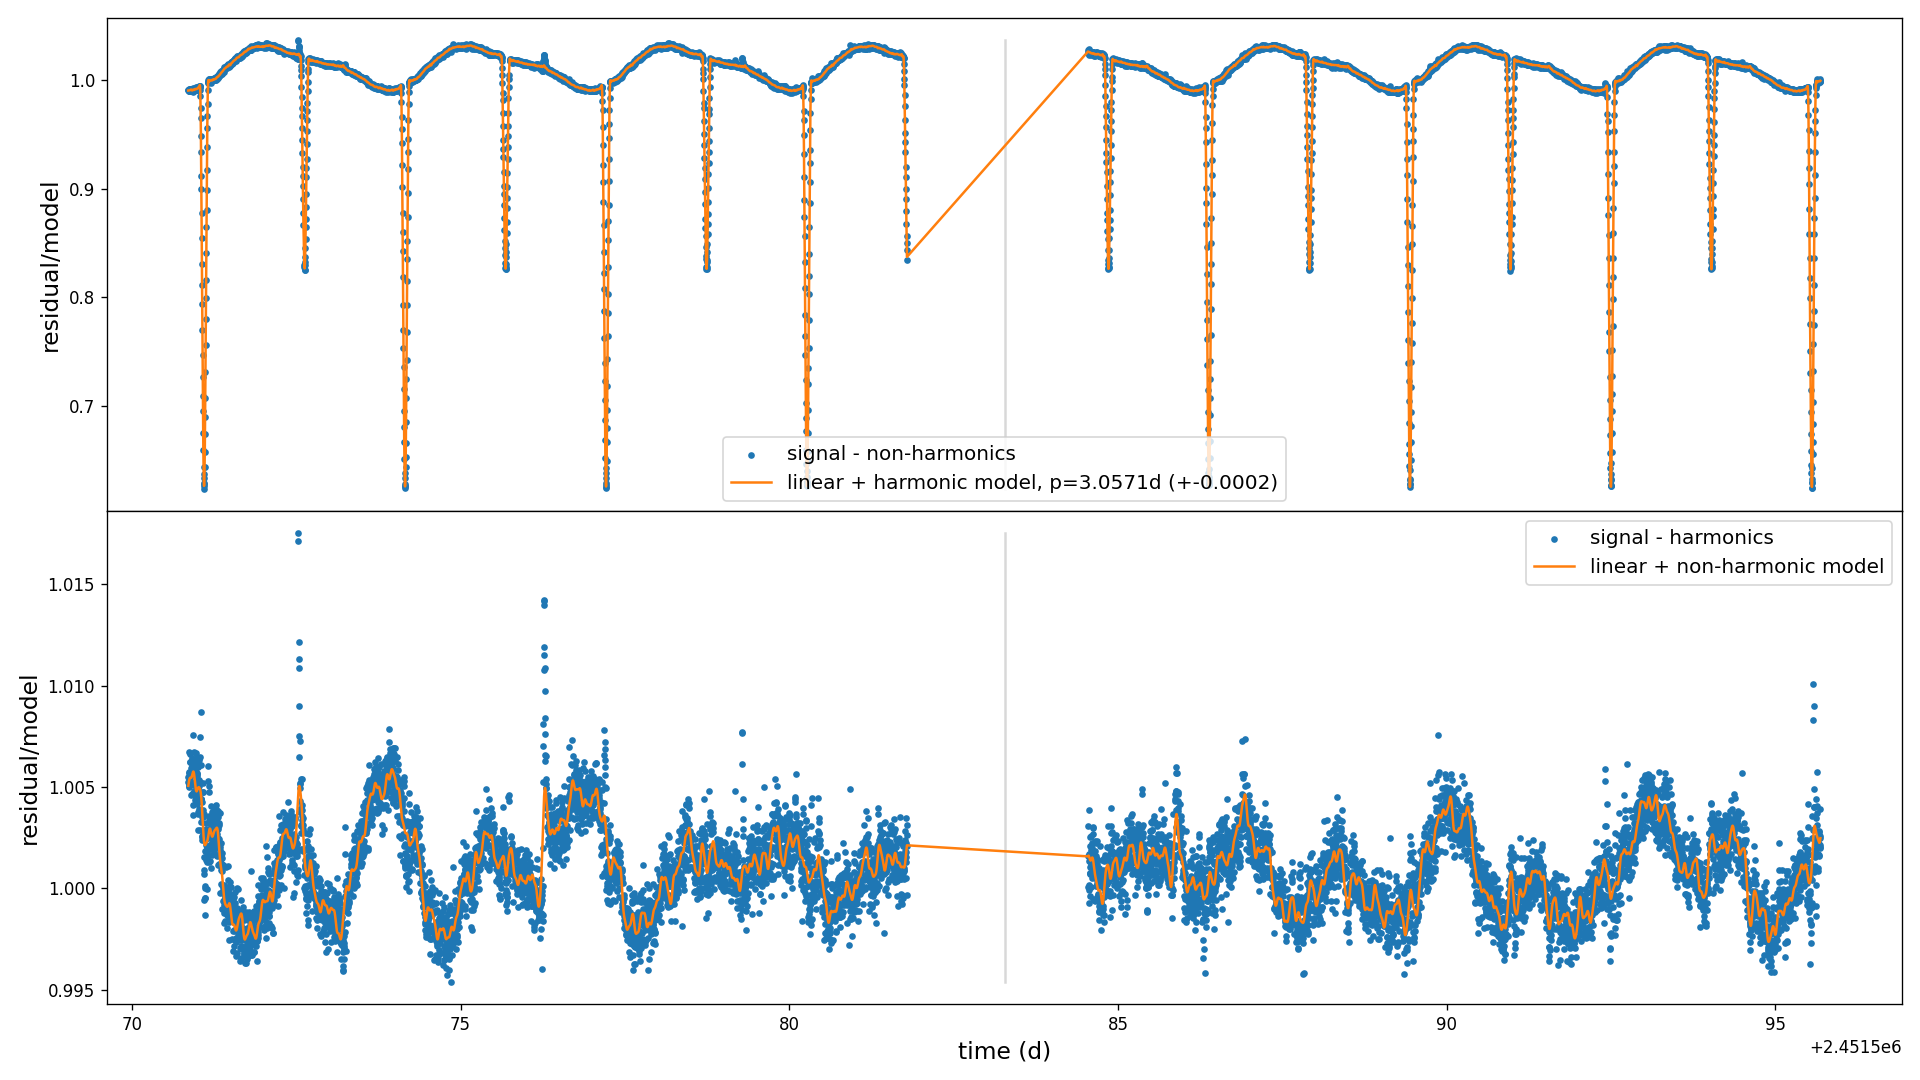 residual/model
1.0
0.9
0.8
0.7
signal - non-harmonics
linear + harmonic model, p=3.0571d (+-0.0002)
residual/model
1.015
1.010
1.005
1.000
0.995
signal - harmonics
linear + non-harmonic model
70 75 80 85 90 95
time (d)
+2.4515e6